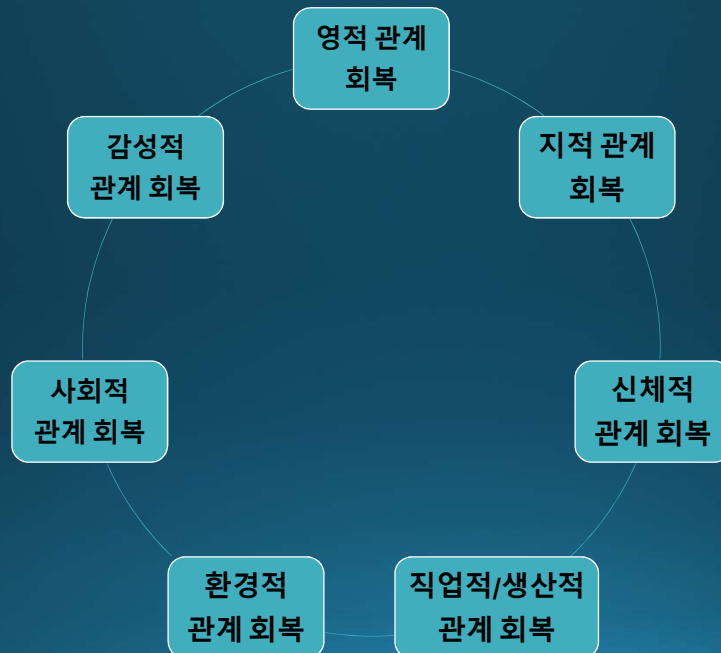 영적 관계
회복
지적 관계
회복
신체적
관계 회복
직업적/생산적
관계 회복
환경적
관계 회복
사회적
관계 회복
감성적
관계 회복